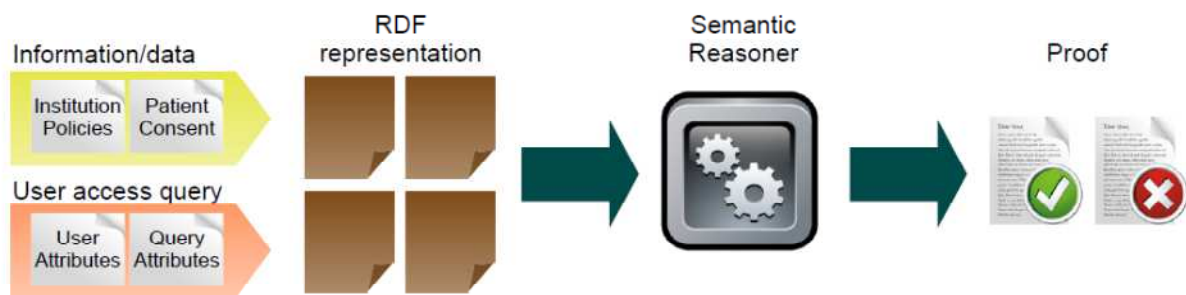 Information/data
Institution
Policies
Patient
Consent
User access query
User
Attributes
Query
Attributes
RDF
representation
Semantic
Reasoner
Proof